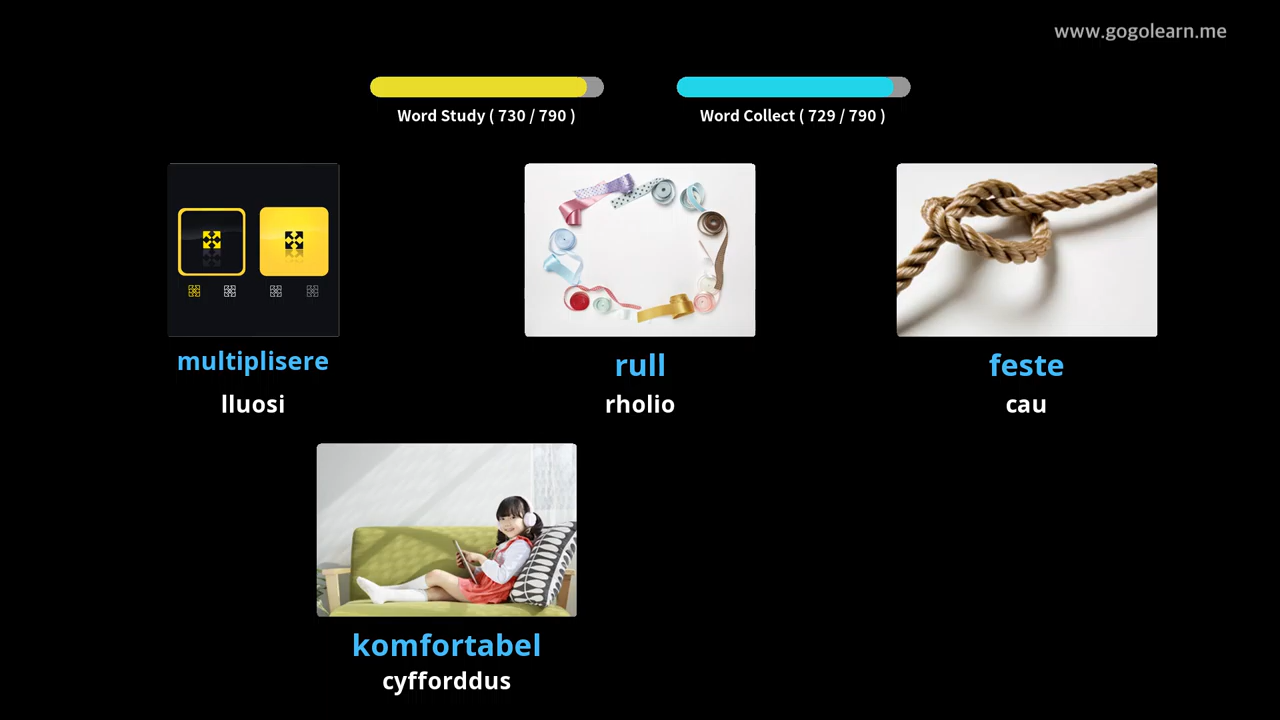 www.gogolearn.me
Word Study ( 730 / 790 )
Word Collect ( 729 / 790 )
multiplisere
rull
feste
lluosi
rholio
cau
komfortabel
cyfforddus